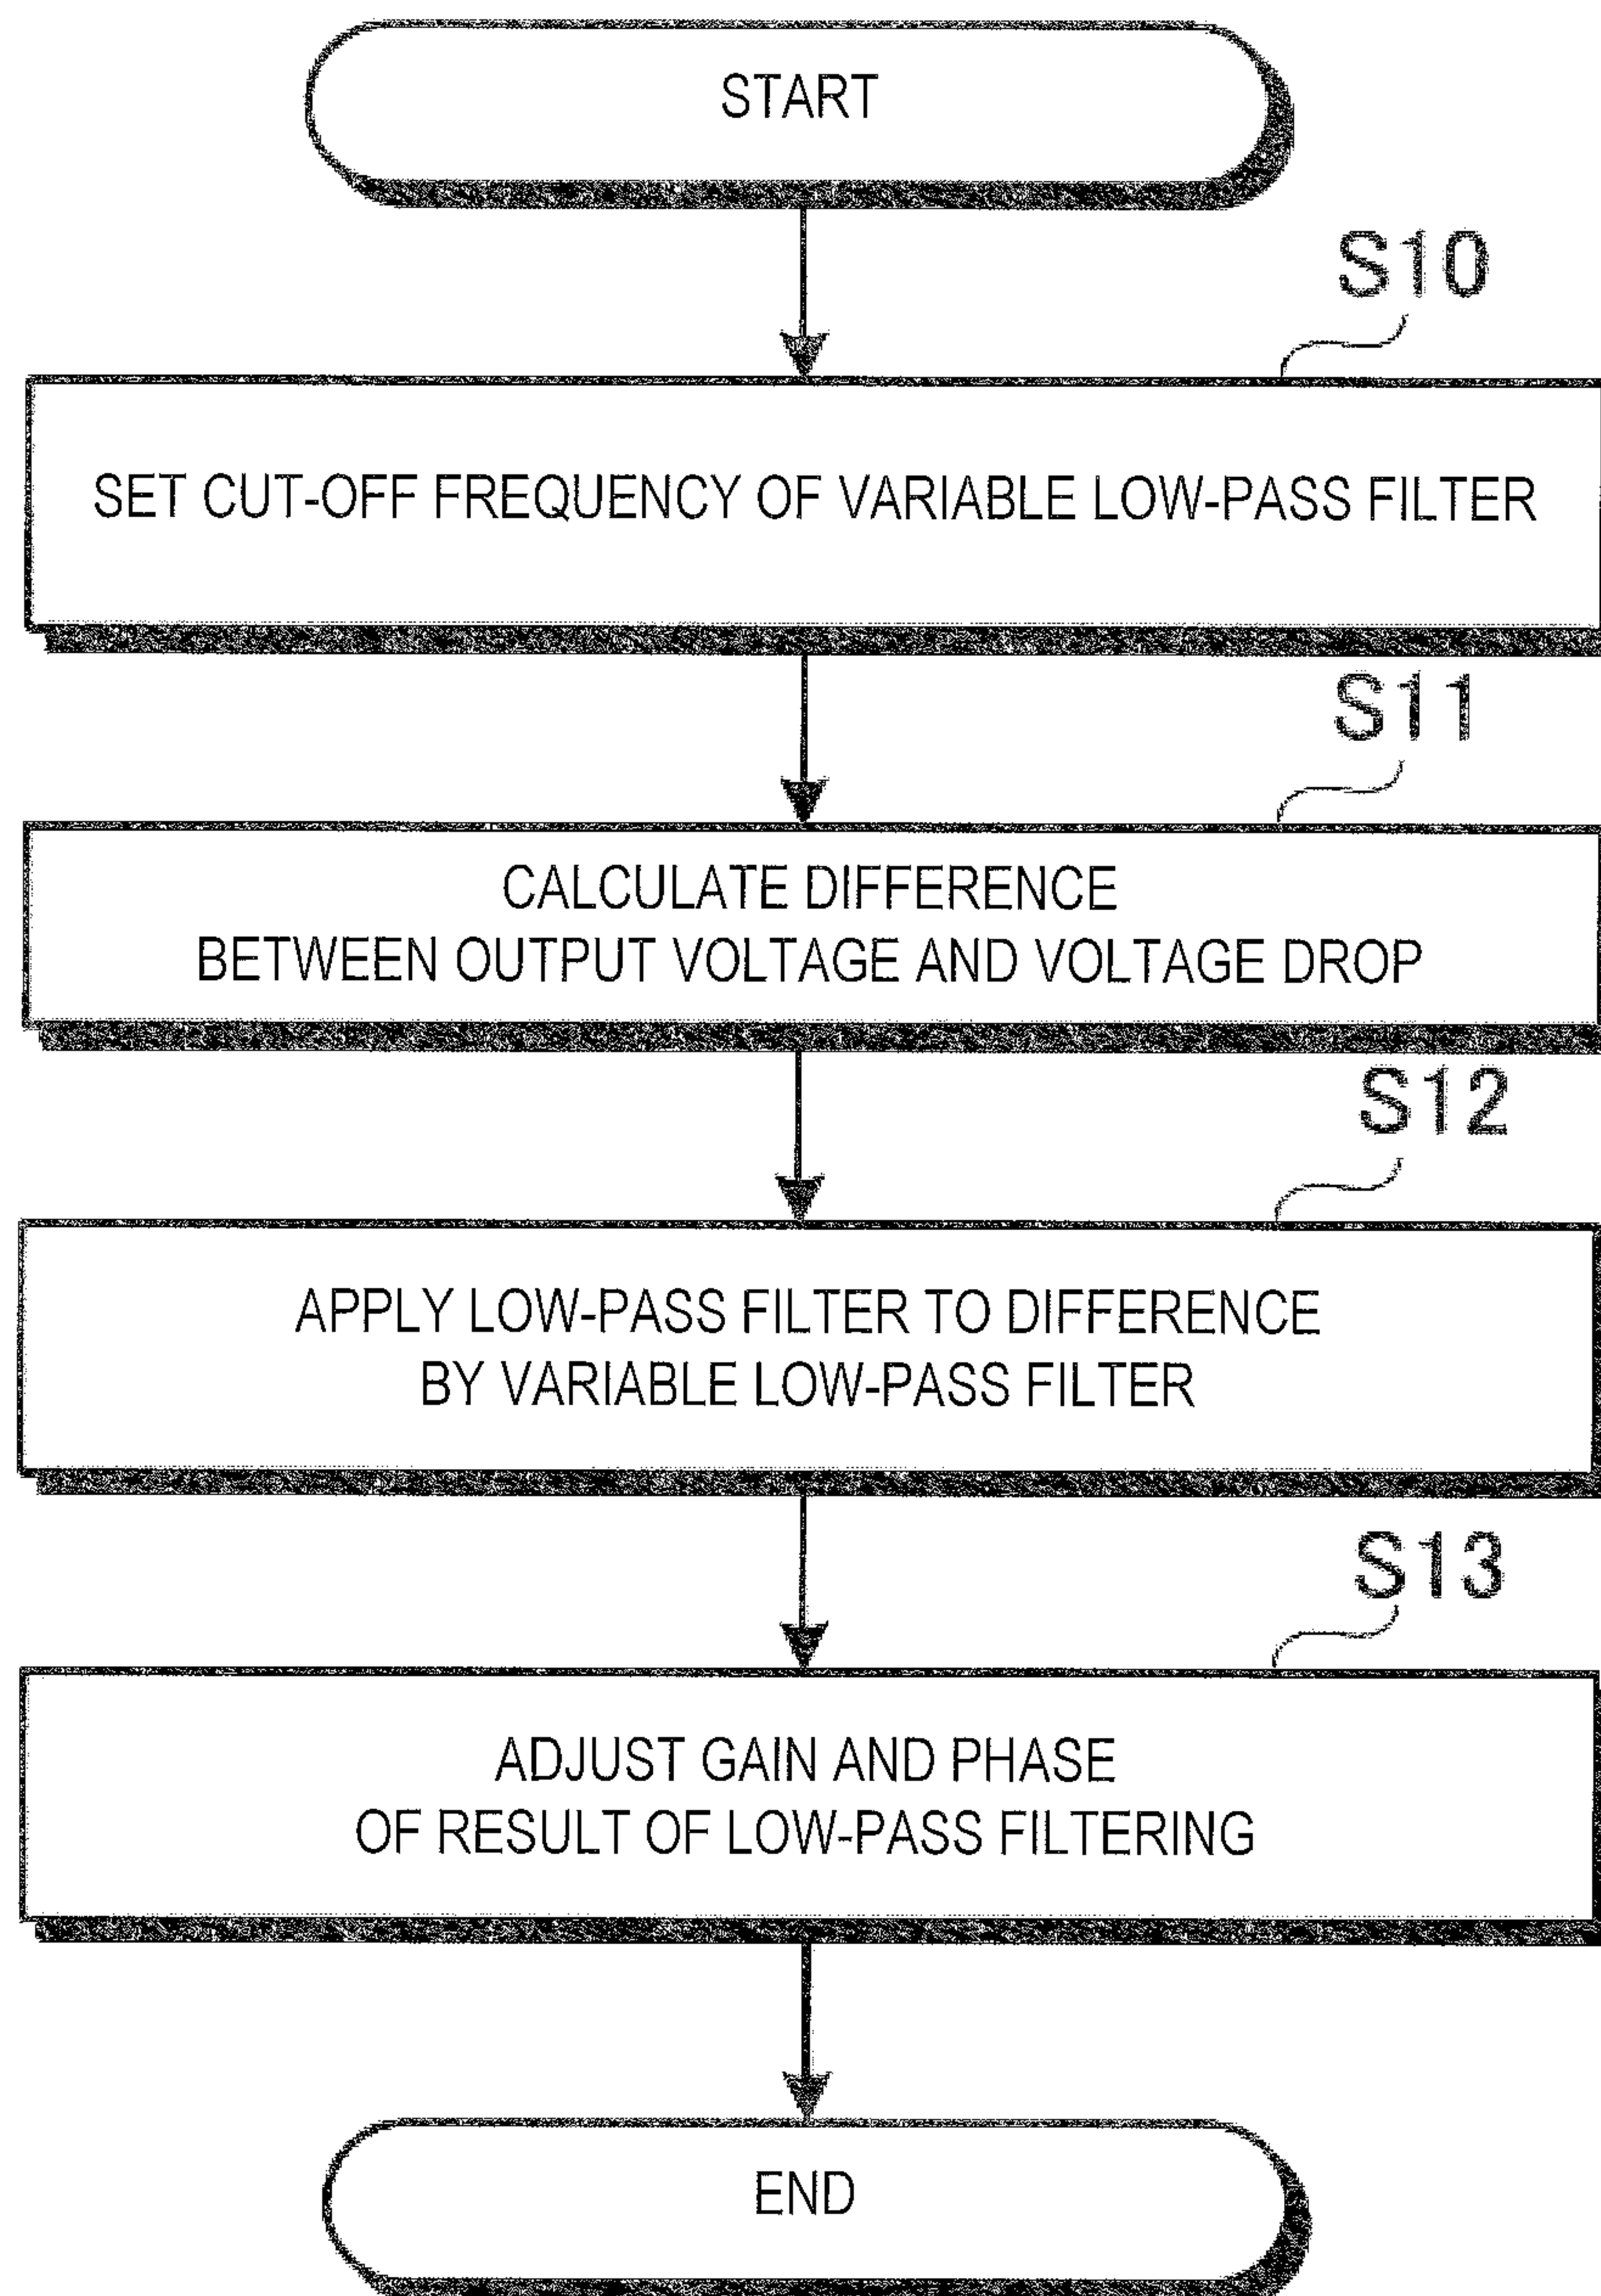 START
S10
SET CUT-OFF FREQUENCY OF VARIABLE LOW-PASS FILTER
S11
CALCULATE DIFFERENCE
BETWEEN OUTPUT VOLTAGE AND VOLTAGE DROP
S12
APPLY LOW-PASS FILTER TO DIFFERENCE
BY VARIABLE LOW-PASS FILTER
S13
ADJUST GAIN AND PHASE
OF RESULT OF LOW-PASS FILTERING
END